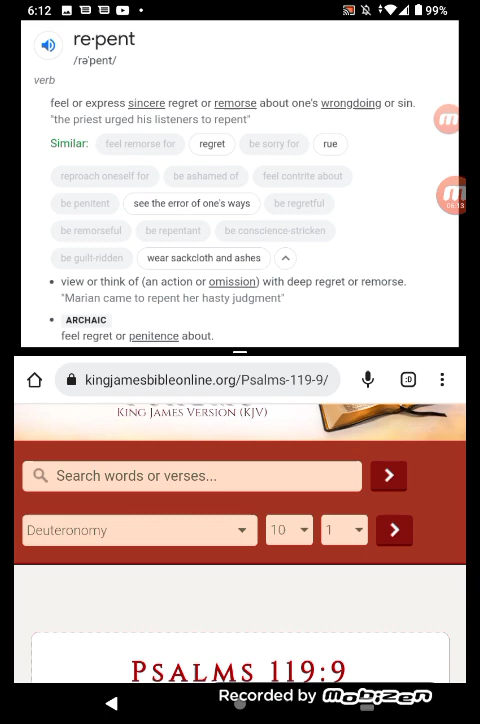 6:12 99%
re·pent
/rəˈpent/
verb
feel or express sincere regret or remorse about one's wrongdoing or sin.
"the priest urged his listeners to repent"
Similar: feel remorse for regret be sorry for rue
reproach oneself for be ashamed of feel contrite about
be penitent see the error of one's ways be regretful
be remorseful be repentant be conscience-stricken
be guilt-ridden wear sackcloth and ashes
• view or think of (an action or omission) with deep regret or remorse.
"Marian came to repent her hasty judgment"
• ARCHAIC
feel regret or penitence about.
kingjamesbibleonline.org/Psalms-119-9/
:D
King James Version (KJV)
Search words or verses...
Deuteronomy 10 1
Psalms 119:9
Recorded by mobizen